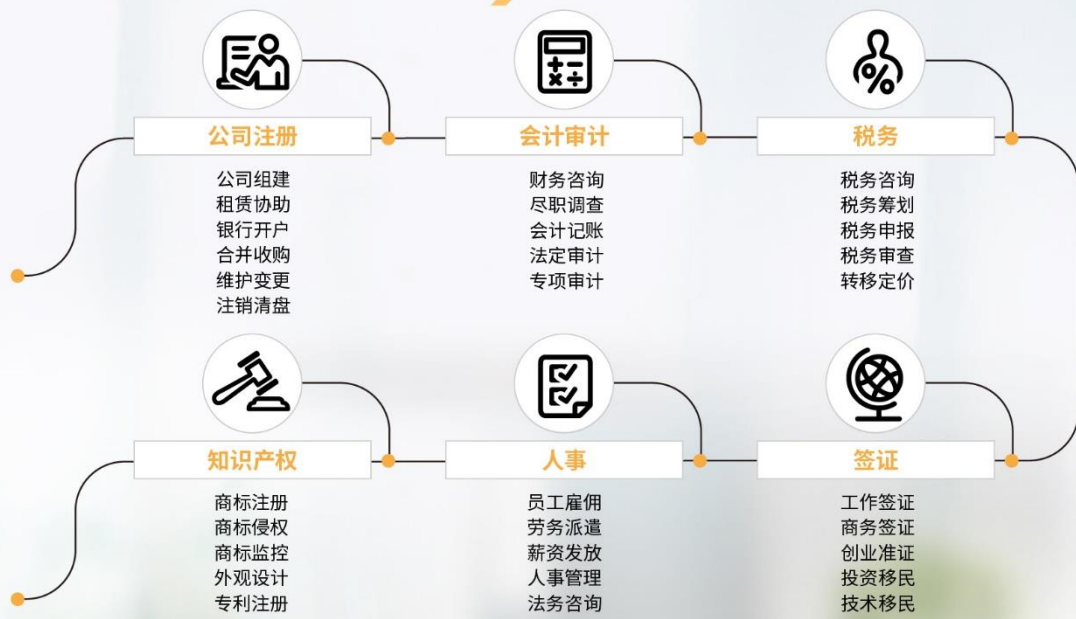 公司注册
公司组建
租赁协助
银行开户
合并收购
维护变更
注销清盘
会计审计
财务咨询
尽职调查
会计记账
法定审计
专项审计
税务
税务咨询
税务筹划
税务申报
税务审查
转移定价
知识产权
商标注册
商标侵权
商标监控
外观设计
专利注册
人事
员工雇佣
劳务派遣
薪资发放
人事管理
法务咨询
签证
工作签证
商务签证
创业准证
投资移民
技术移民